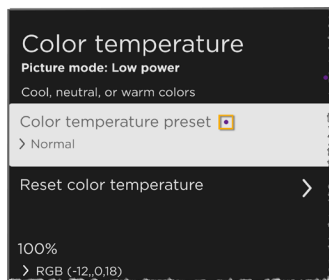 Color temperature
Picture mode: Low power
Cool, neutral, or warm colors
Color temperature preset
Normal
Reset color temperature
100%
RGB (-12,,0,18)